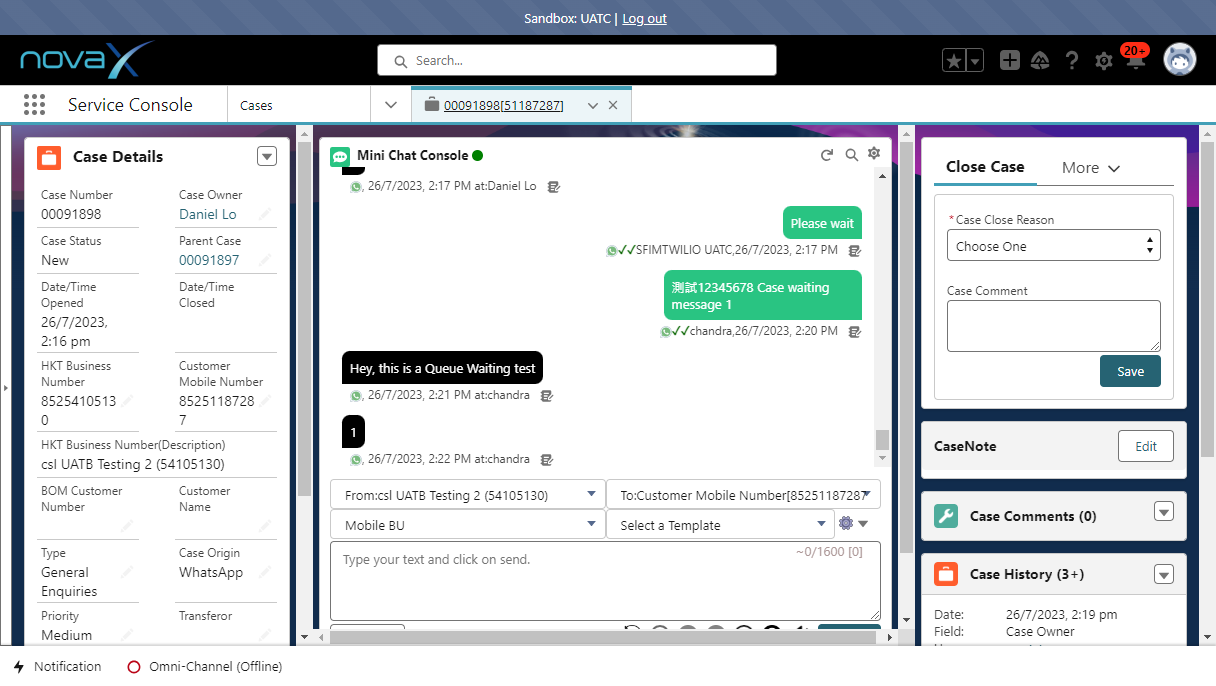 Sandbox: UATC | Log out
novaX
Search...
20+
Service Console
Cases
00091898[51187287]
Case Details
Case Number
00091898
Case Owner
Daniel Lo
Case Status
New
Parent Case
00091897
Date/Time
Opened
26/7/2023,
2:16 pm
Date/Time
Closed
HKT Business
Number
8525410513
0
Customer
Mobile Number
8525118728
7
HKT Business Number(Description)
csl UATB Testing 2 (54105130)
BOM Customer
Number
Customer
Name
Type
General
Enquiries
Case Origin
WhatsApp
Priority
Medium
Transferor
Mini Chat Console
, 26/7/2023, 2:17 PM at:Daniel Lo
Please wait
SFIMTWILIO UATC,26/7/2023, 2:17 PM
測試12345678 Case waiting
message 1
chandra,26/7/2023, 2:20 PM
Hey, this is a Queue Waiting test
, 26/7/2023, 2:21 PM at:chandra
1
, 26/7/2023, 2:22 PM at:chandra
From:csl UATB Testing 2 (54105130)
To:Customer Mobile Number[85251187287
Mobile BU
Select a Template
Type your text and click on send.
~0/1600 [0]
Close Case
More
*Case Close Reason
Choose One
Case Comment
Save
CaseNote
Edit
Case Comments (0)
Case History (3+)
Date:
26/7/2023, 2:19 pm
Field:
Case Owner
Notification
Omni-Channel (Offline)